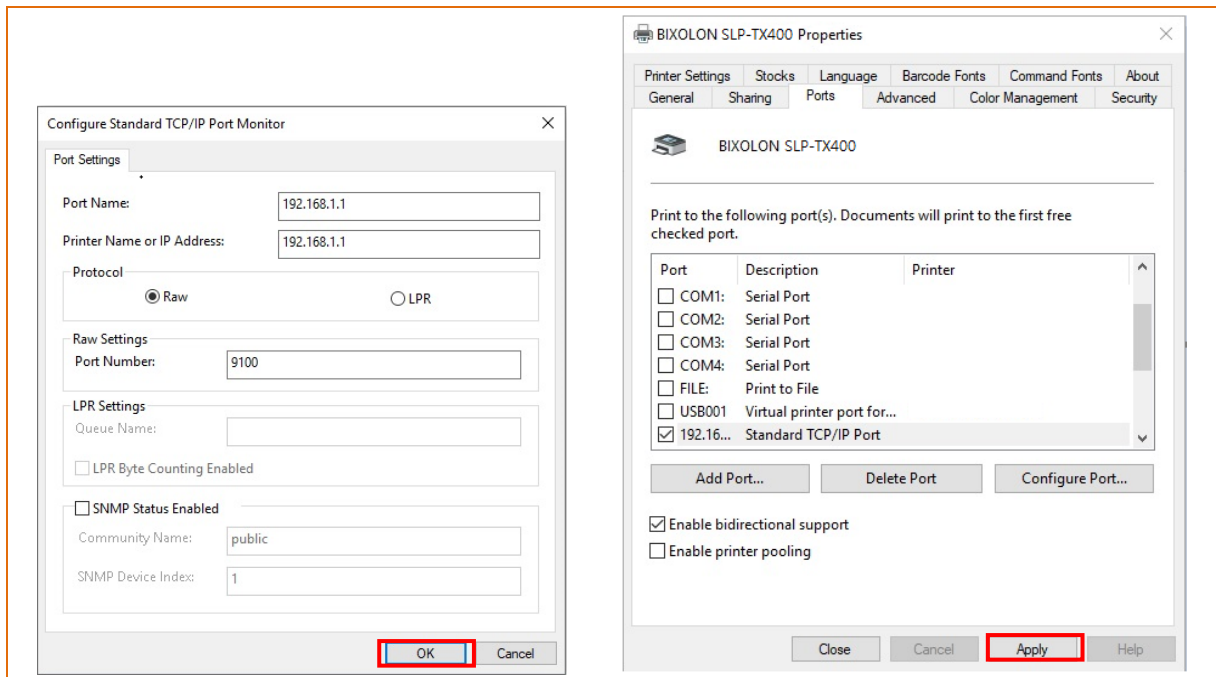 Configure Standard TCP/IP Port Monitor
Port Settings
Port Name: 192.168.1.1
Printer Name or IP Address: 192.168.1.1
Protocol
Raw LPR
Raw Settings
Port Number: 9100
LPR Settings
Queue Name:
LPR Byte Counting Enabled
SNMP Status Enabled
Community Name: public
SNMP Device Index: 1
OK Cancel
BIXOLON SLP-TX400 Properties
Printer Settings Stocks Language Barcode Fonts Command Fonts About
General Sharing Ports Advanced Color Management Security
BIXOLON SLP-TX400
Print to the following port(s). Documents will print to the first free
checked port.
Port Description Printer
COM1: Serial Port
COM2: Serial Port
COM3: Serial Port
COM4: Serial Port
FILE: Print to File
USB001 Virtual printer port for...
192.16... Standard TCP/IP Port
Add Port... Delete Port Configure Port...
Enable bidirectional support
Enable printer pooling
Close Cancel Apply Help